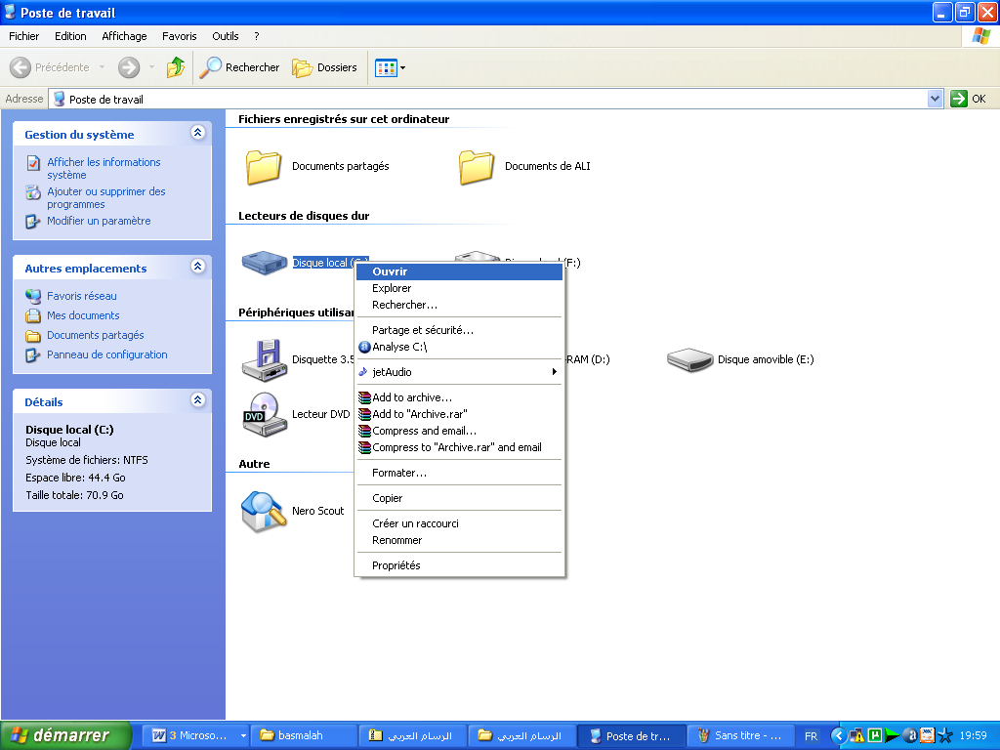 Poste de travail
Fichier Edition Affichage Favoris Outils ?
Précédente Rechercher Dossiers
Adresse Poste de travail OK
Gestion du système
Afficher les informations
système
Ajouter ou supprimer des
programmes
Modifier un paramètre
Autres emplacements
Favoris réseau
Mes documents
Documents partagés
Panneau de configuration
Détails
Disque local (C:)
Disque local
Système de fichiers: NTFS
Espace libre: 44.4 Go
Taille totale: 70.9 Go
Fichiers enregistrés sur cet ordinateur
Documents partagés Documents de ALI
Lecteurs de disques dur
Disque local (F:)
Disque local
Périphériques utilisa
Disquette 3.5 RAM (D:) Disque amovible (E:)
Lecteur DVD
Autre
Nero Scout
Ouvrir
Explorer
Rechercher...
Partage et sécurité...
Analyse C:\
jetAudio
Add to archive...
Add to "Archive.rar"
Compress and email...
Compress to "Archive.rar" and email
Formater...
Copier
Créer un raccourci
Renommer
Propriétés
démarrer 3 Microso... basmalah الرسام العربي الرسام العربي Poste de tr... Sans titre - ... FR 19:59